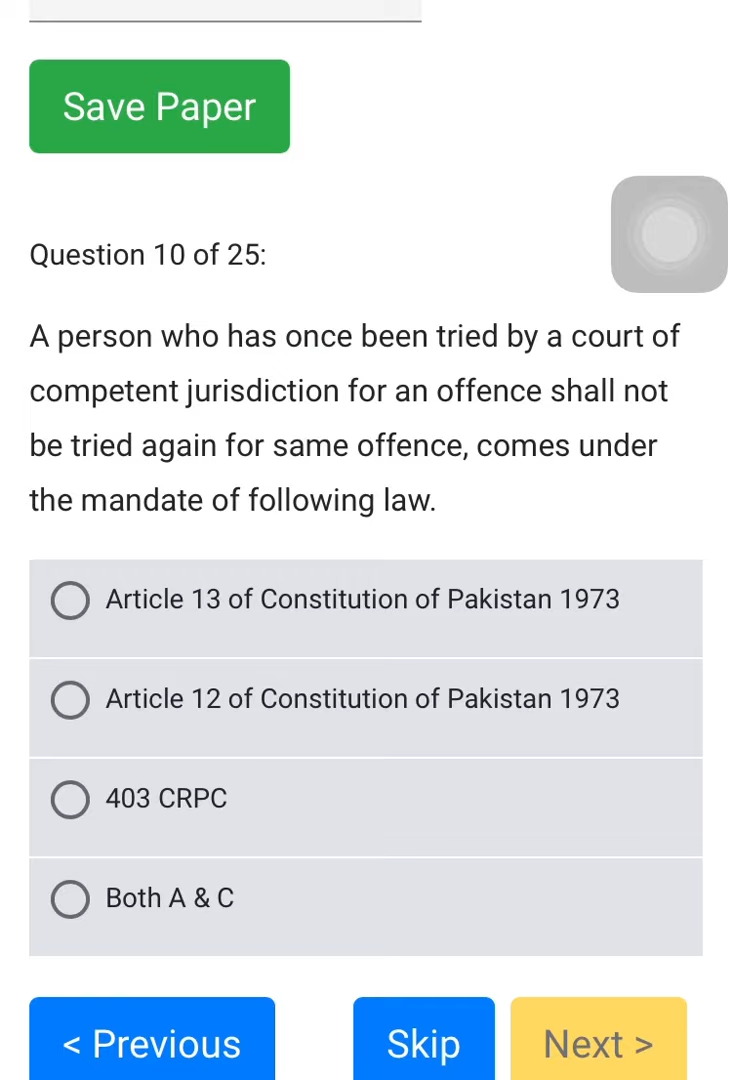 Save Paper
Question 10 of 25:
A person who has once been tried by a court of
competent jurisdiction for an offence shall not
be tried again for same offence, comes under
the mandate of following law.
Article 13 of Constitution of Pakistan 1973
Article 12 of Constitution of Pakistan 1973
403 CRPC
Both A & C
< Previous
Skip
Next >